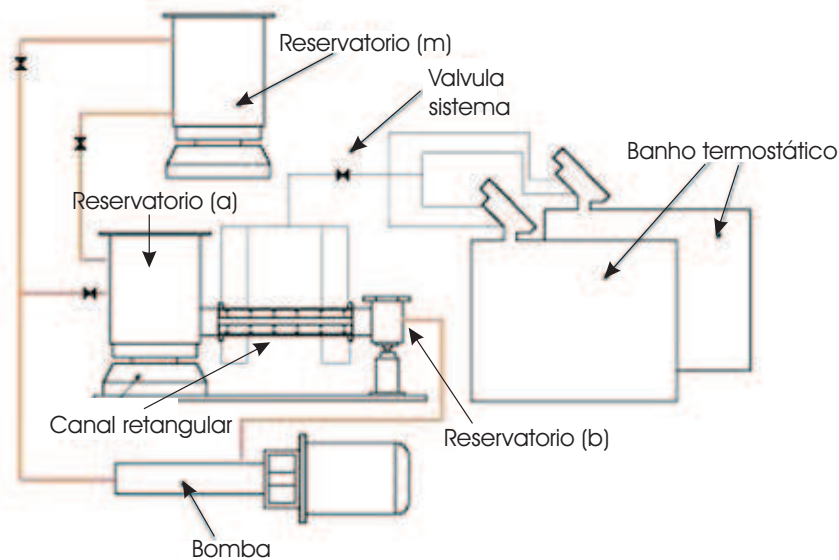 Reservatorio (m)
Valvula
sistema
Banho termostático
Reservatorio (a)
Canal retangular
Reservatorio (b)
Bomba